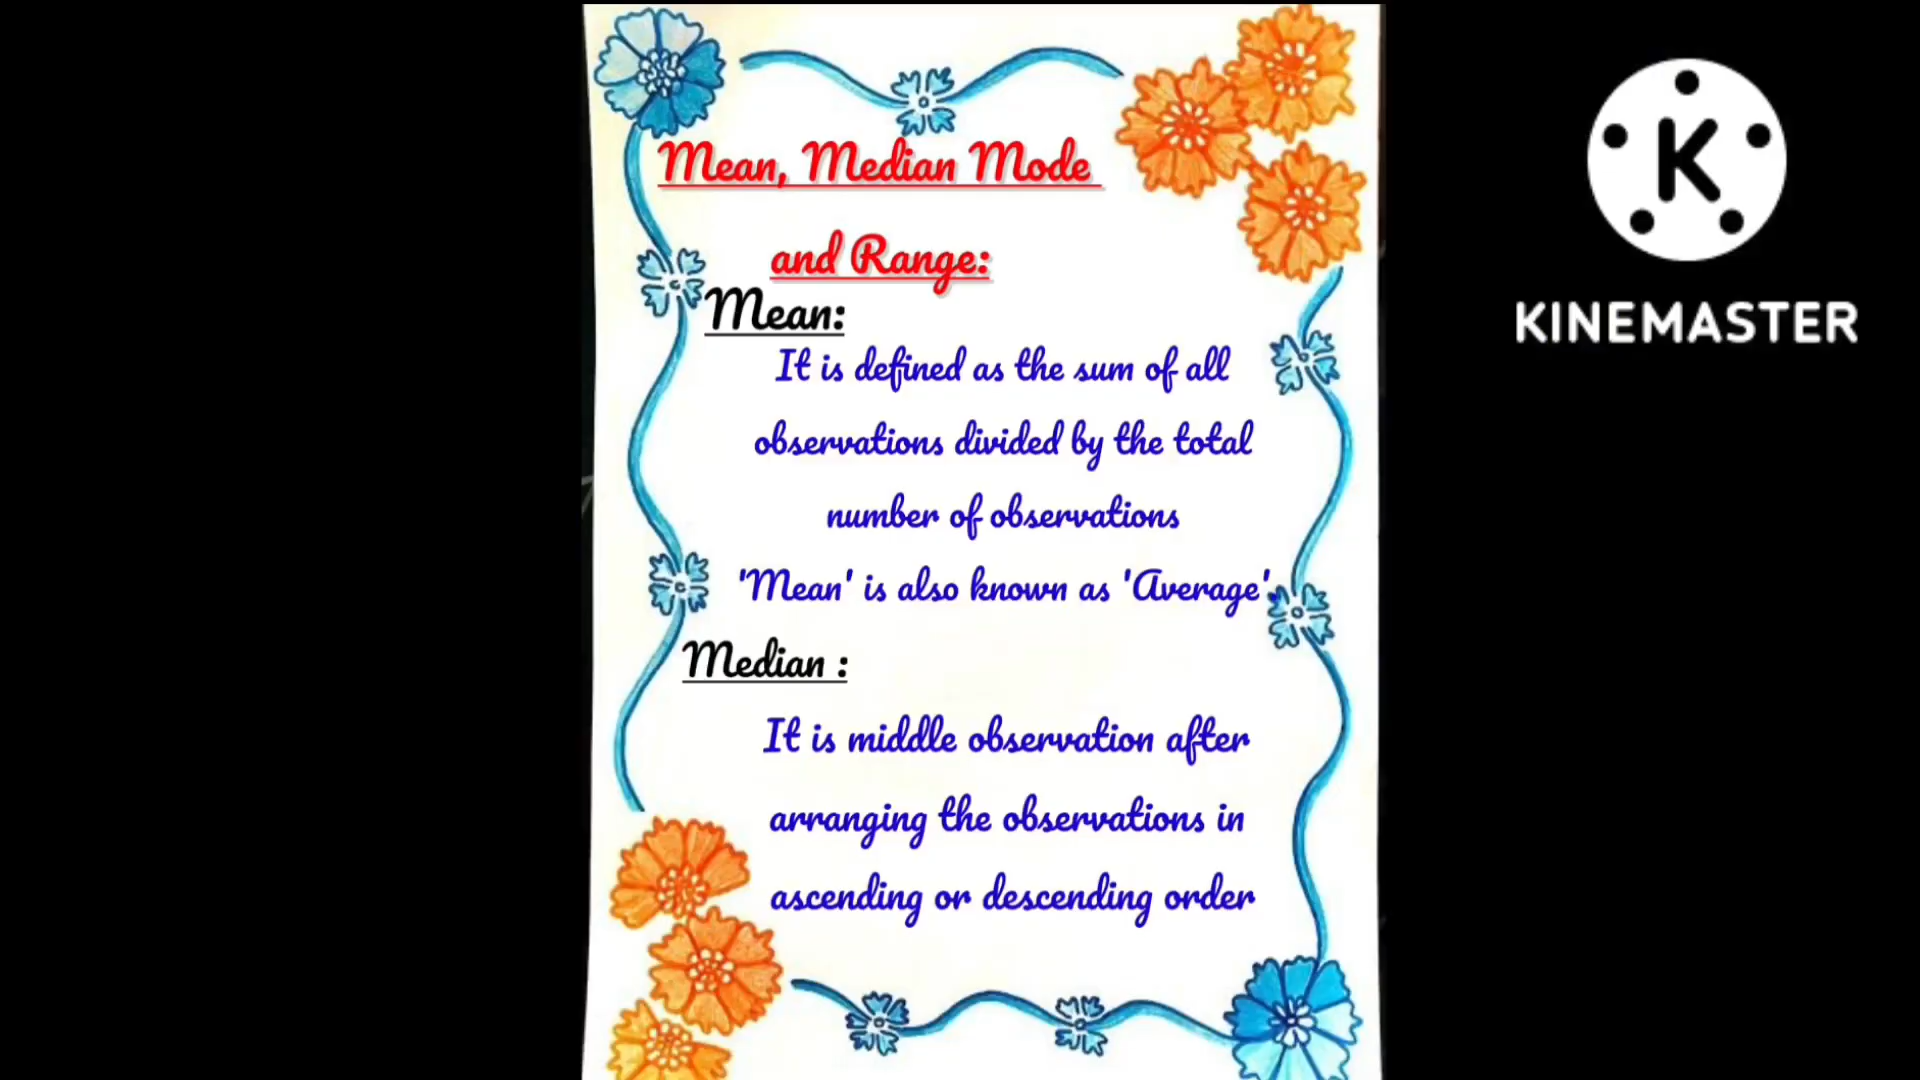 Mean, Median Mode
and Range:
Mean:
It is defined as the sum of all
observations divided by the total
number of observations
'Mean' is also known as 'Average'.
Median :
It is middle observation after
arranging the observations in
ascending or descending order
K
KINEMASTER